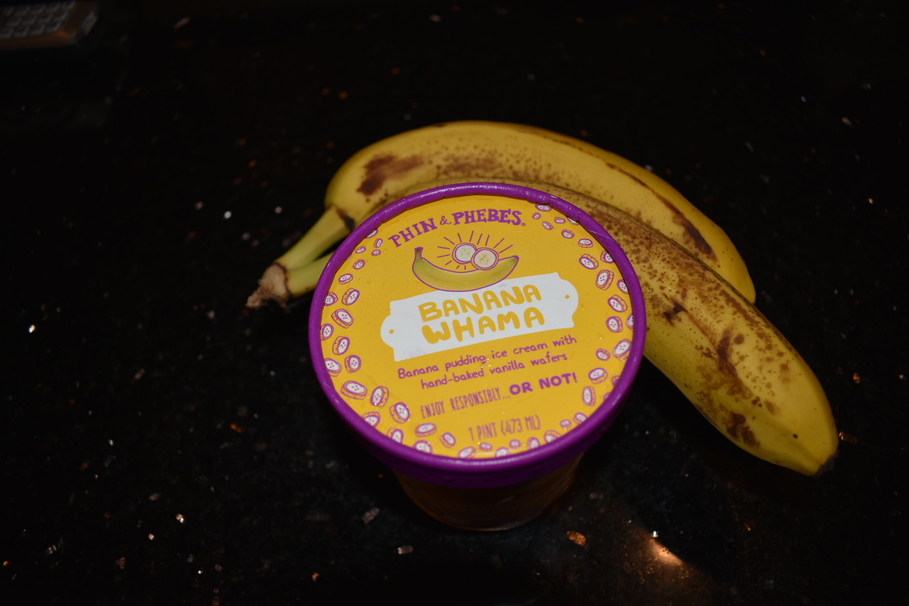 PHIN & PHEBE'S®
BANANA
WHAMA
Banana pudding ice cream with
hand-baked vanilla wafers
ENJOY RESPONSIBLY...OR NOT!
1 PINT (473 ML)